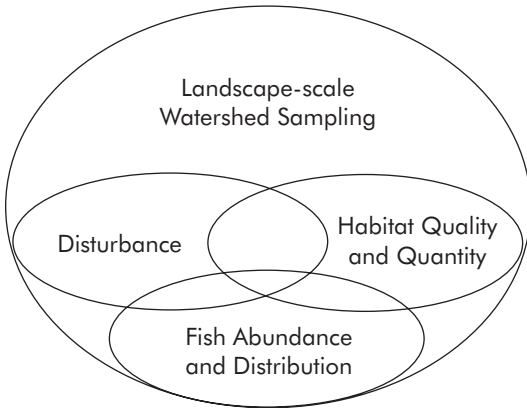 Landscape-scale
Watershed Sampling
Disturbance
Habitat Quality
and Quantity
Fish Abundance
and Distribution